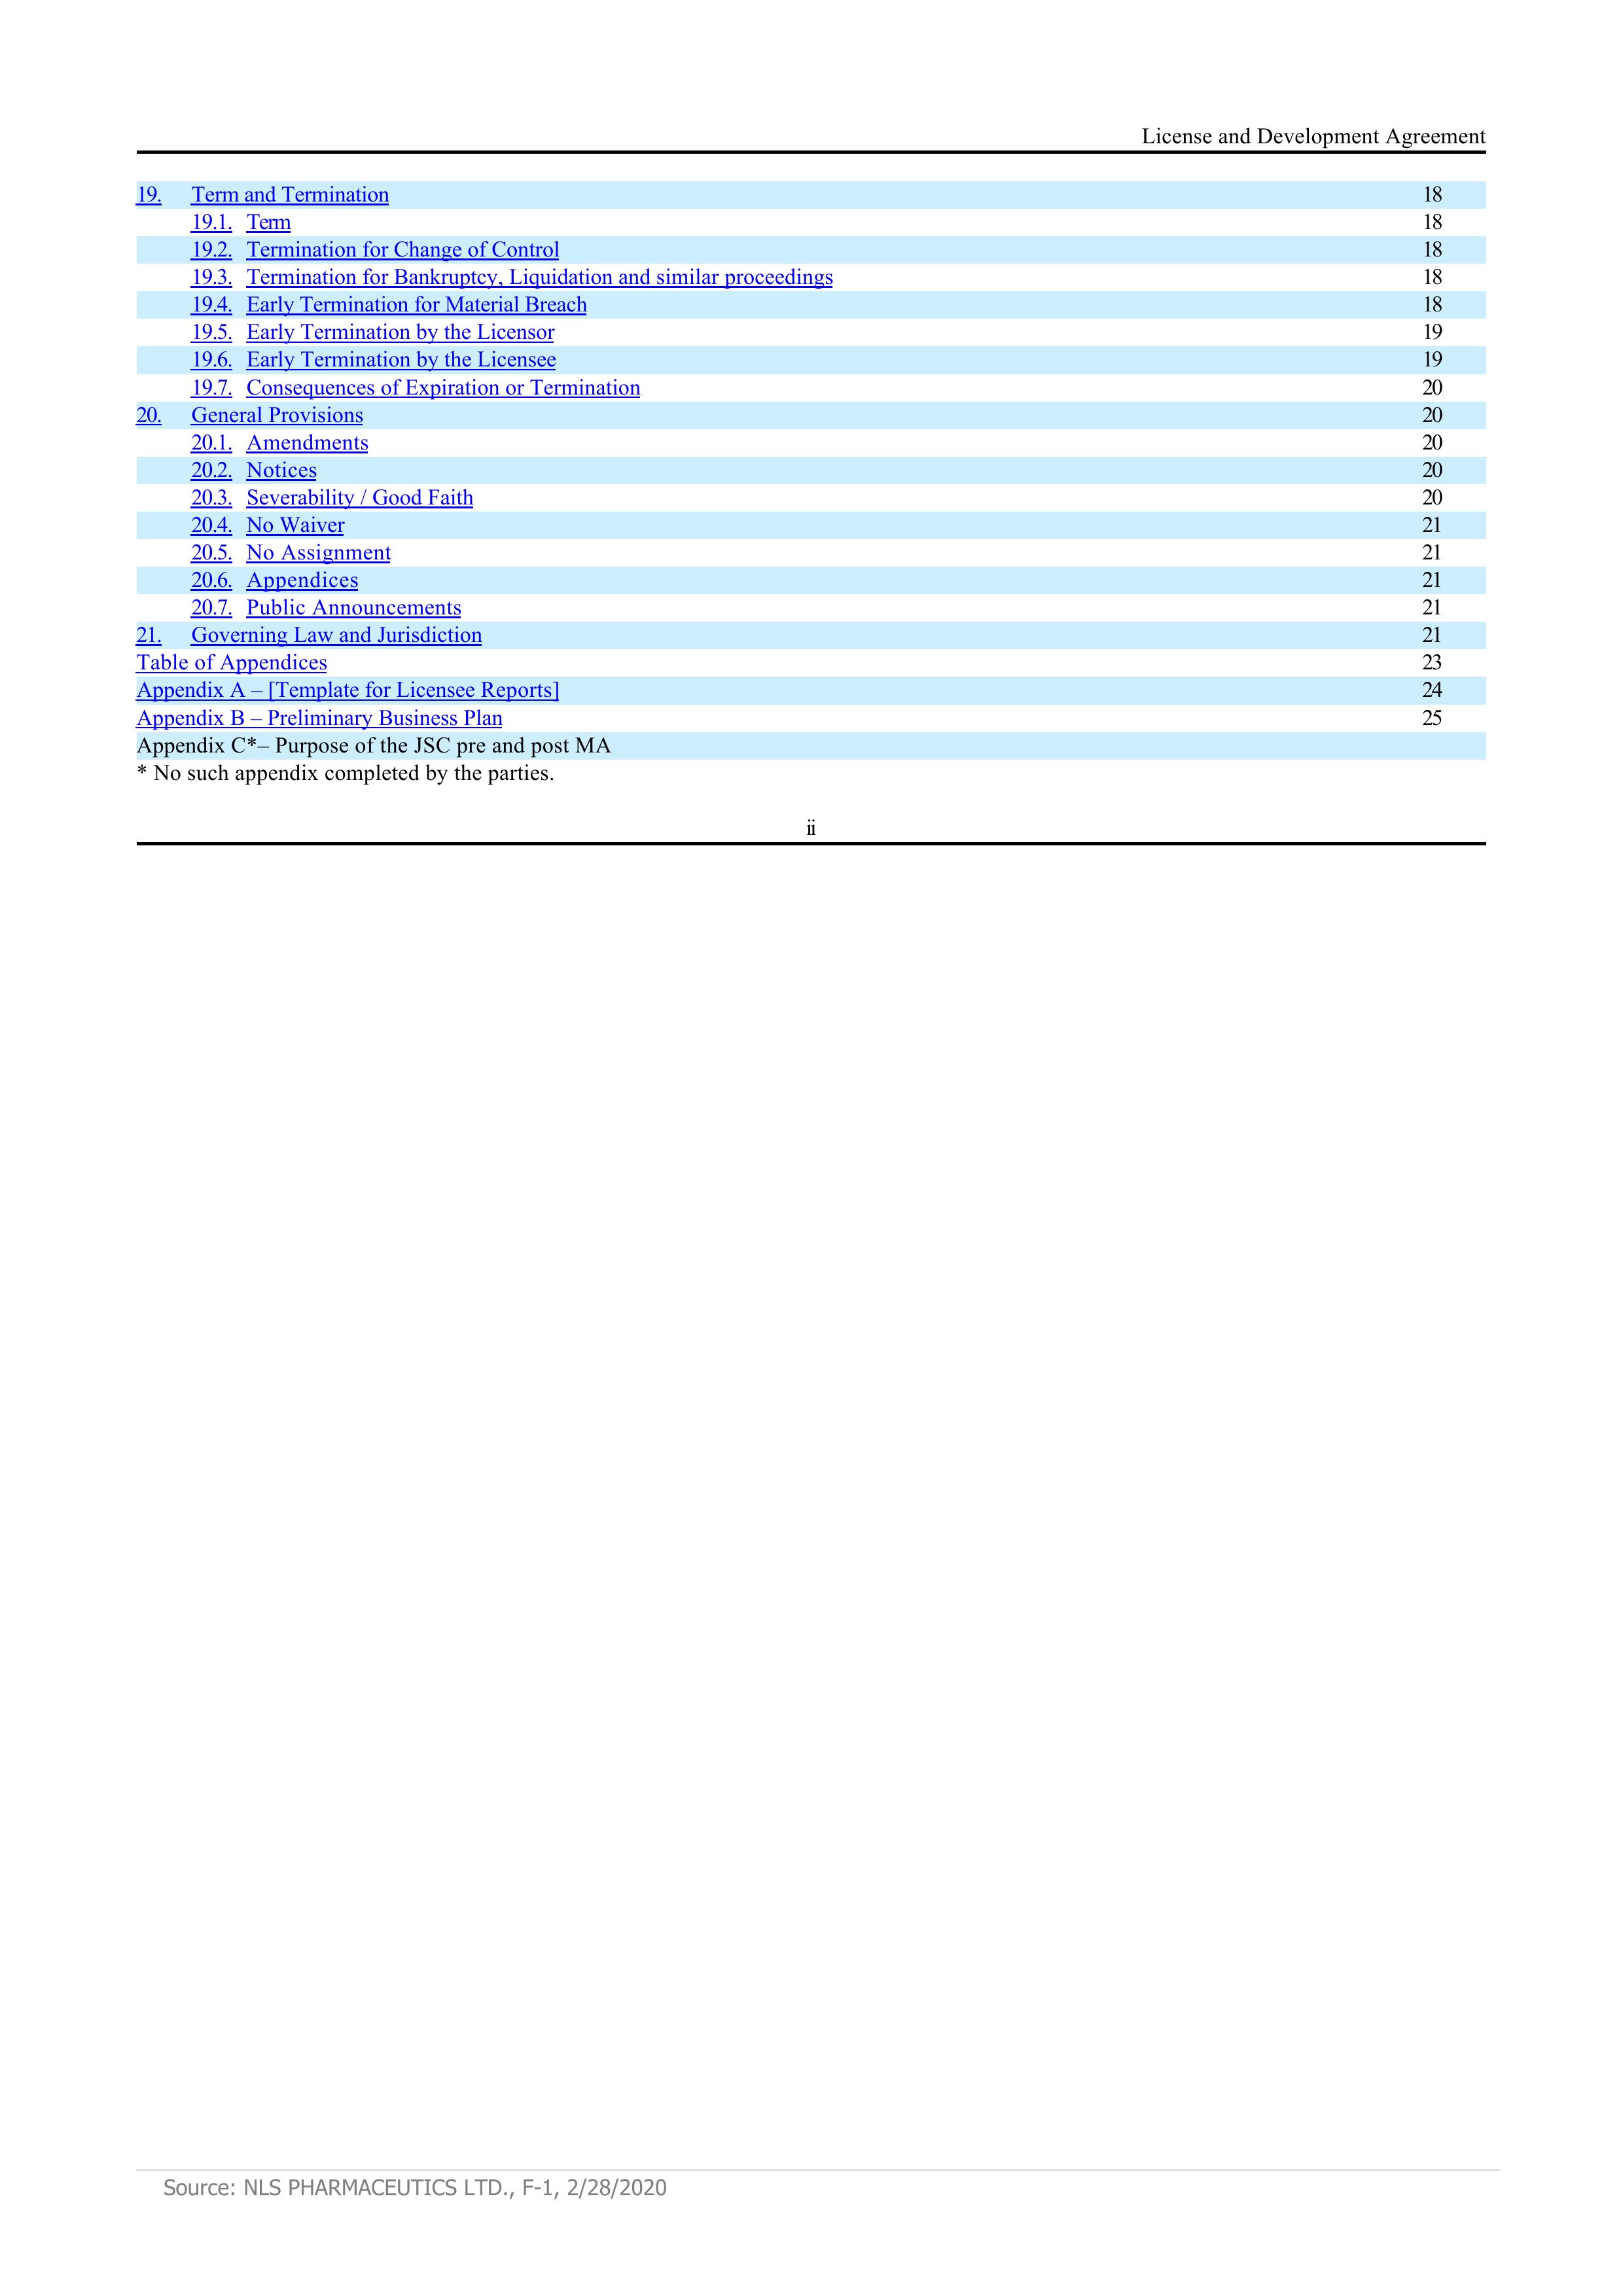 License and Development Agreement
19. Term and Termination 18
19.1. Term 18
19.2. Termination for Change of Control 18
19.3. Termination for Bankruptcy, Liquidation and similar proceedings 18
19.4. Early Termination for Material Breach 18
19.5. Early Termination by the Licensor 19
19.6. Early Termination by the Licensee 19
19.7. Consequences of Expiration or Termination 20
20. General Provisions 20
20.1. Amendments 20
20.2. Notices 20
20.3. Severability / Good Faith 20
20.4. No Waiver 21
20.5. No Assignment 21
20.6. Appendices 21
20.7. Public Announcements 21
21. Governing Law and Jurisdiction 21
Table of Appendices 23
Appendix A – [Template for Licensee Reports] 24
Appendix B – Preliminary Business Plan 25
Appendix C*– Purpose of the JSC pre and post MA
* No such appendix completed by the parties.
ii
Source: NLS PHARMACEUTICS LTD., F-1, 2/28/2020